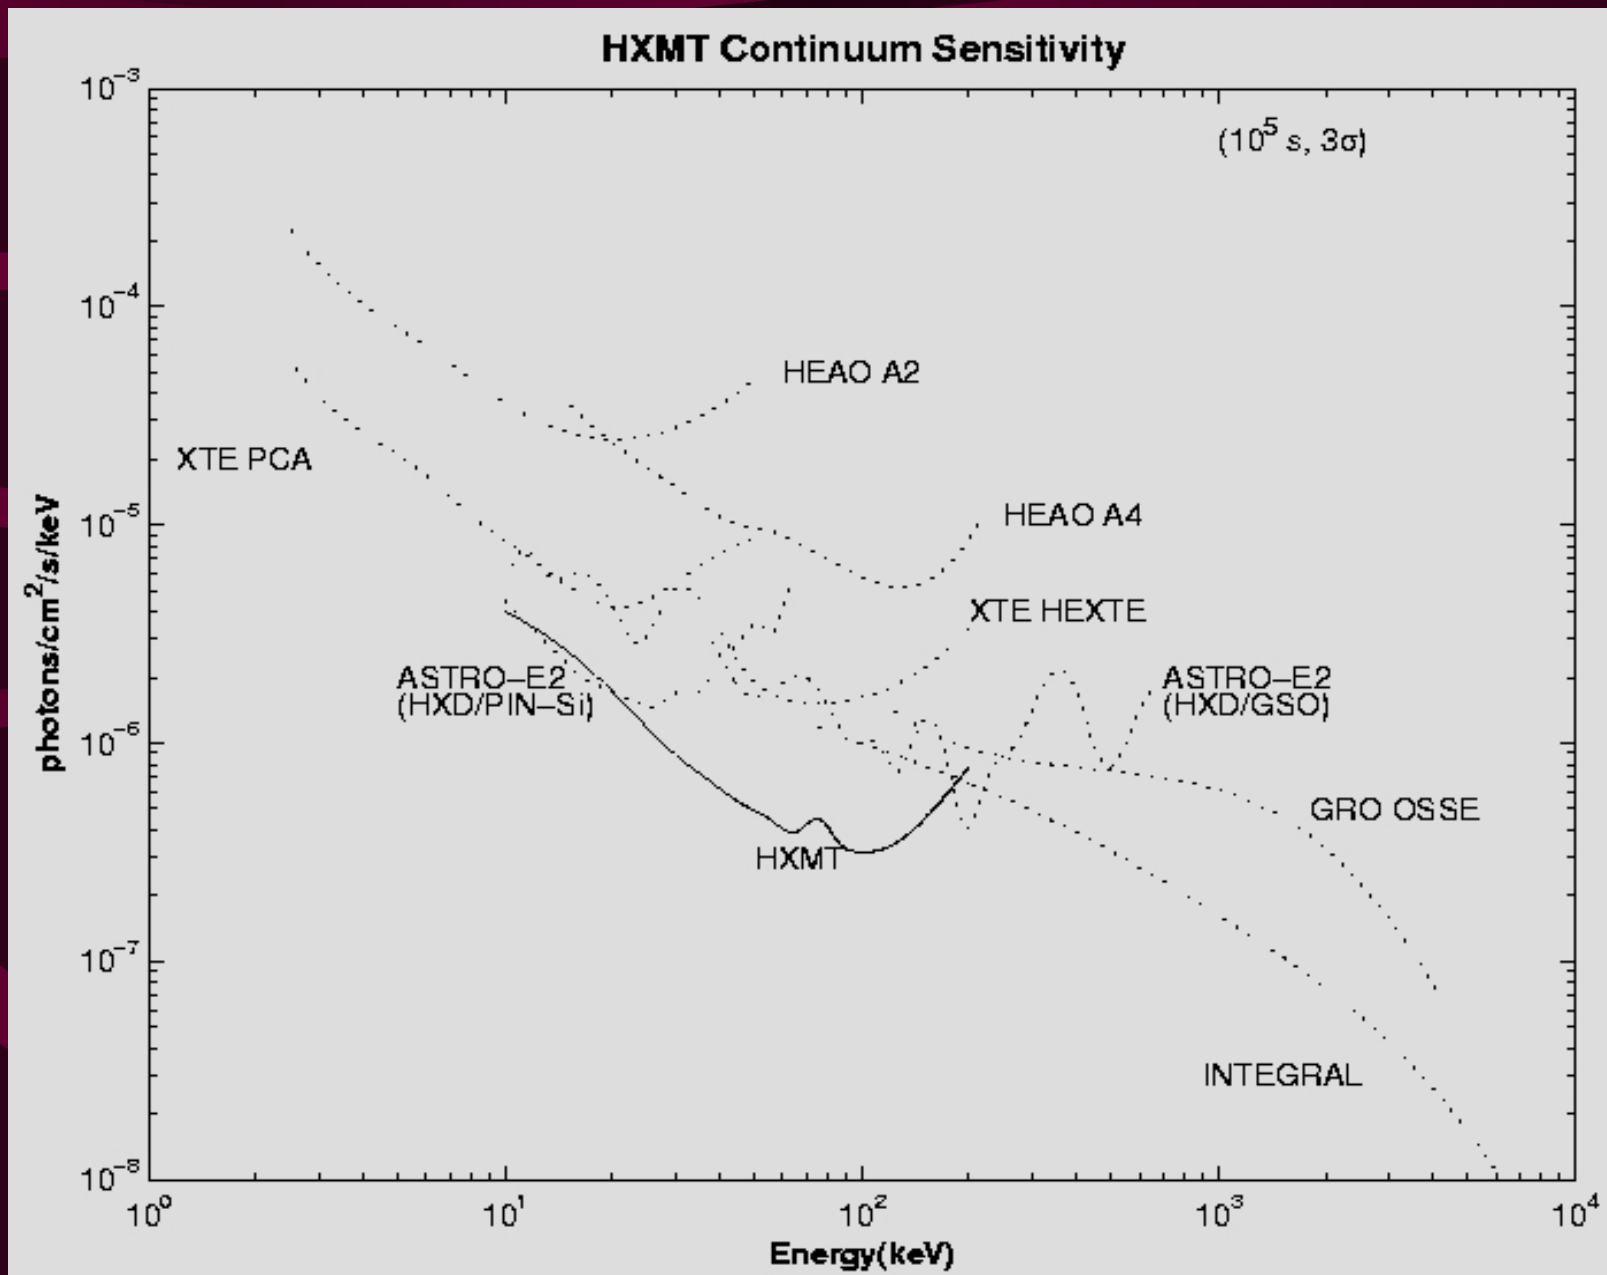 HXMT Continuum Sensitivity
(10⁵ s, 3σ)
10⁻³
10⁻⁴
10⁻⁵
10⁻⁶
10⁻⁷
10⁻⁸
photons/cm²/s/keV
HEAO A2
XTE PCA
HEAO A4
XTE HEXTE
ASTRO–E2
(HXD/PIN–Si)
ASTRO–E2
(HXD/GSO)
GRO OSSE
HXMT
INTEGRAL
10⁰ 10¹ 10² 10³ 10⁴
Energy(keV)